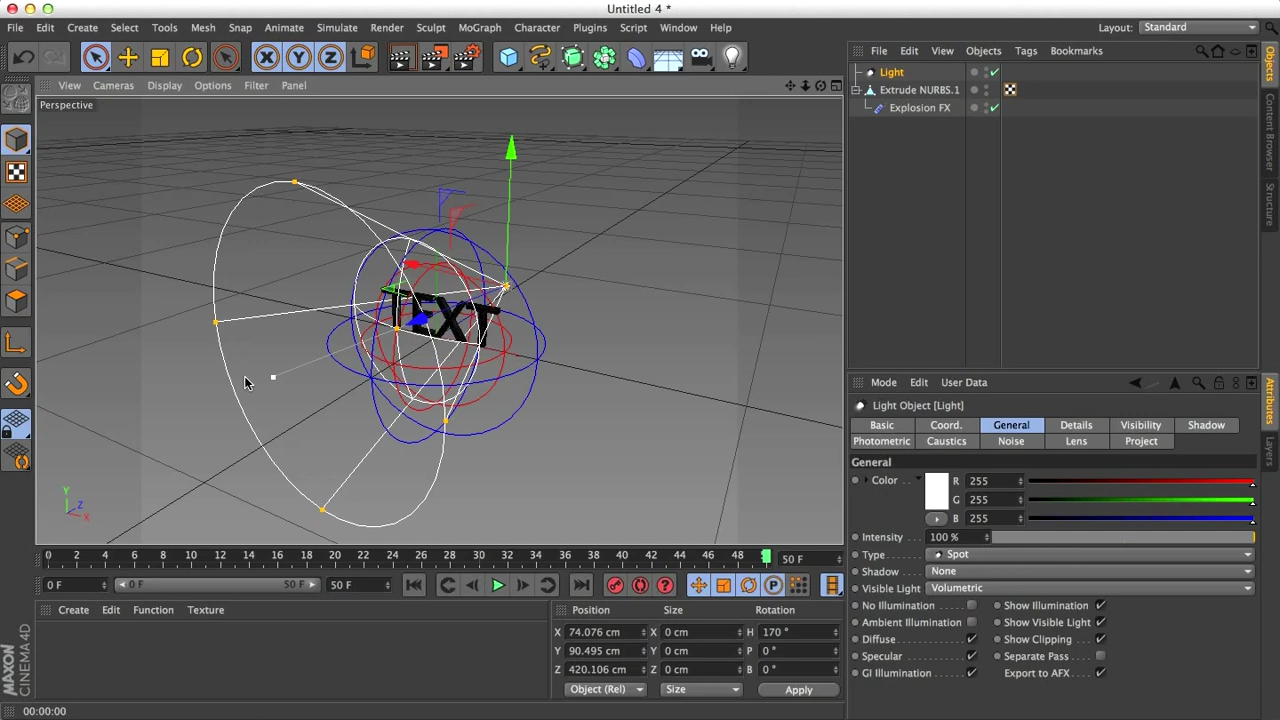 Untitled 4 *
File Edit Create Select Tools Mesh Snap Animate Simulate Render Sculpt MoGraph Character Plugins Script Window Help Layout: Standard
X Y Z
File Edit View Objects Tags Bookmarks
View Cameras Display Options Filter Panel
Perspective
Light
Extrude NURBS.1
Explosion FX
Objects
Content Browser
Structure
TEXT
Y
Z
X
Mode Edit User Data
Light Object [Light]
Basic Coord. General Details Visibility Shadow
Photometric Caustics Noise Lens Project
Attributes
Layers
General
Color . . R 255
G 255
B 255
Intensity 100 %
Type Spot
Shadow None
Visible Light Volumetric
No Illumination Show Illumination
Ambient Illumination Show Visible Light
Diffuse Show Clipping
Specular Separate Pass
GI Illumination Export to AFX
0 2 4 6 8 10 12 14 16 18 20 22 24 26 28 30 32 34 36 38 40 42 44 46 48 50 F
0 F 0 F 50 F 50 F P
Create Edit Function Texture
Position Size Rotation
X 74.076 cm X 0 cm H 170 °
Y 90.495 cm Y 0 cm P 0 °
Z 420.106 cm Z 0 cm B 0 °
Object (Rel) Size Apply
MAXON
CINEMA 4D
00:00:00